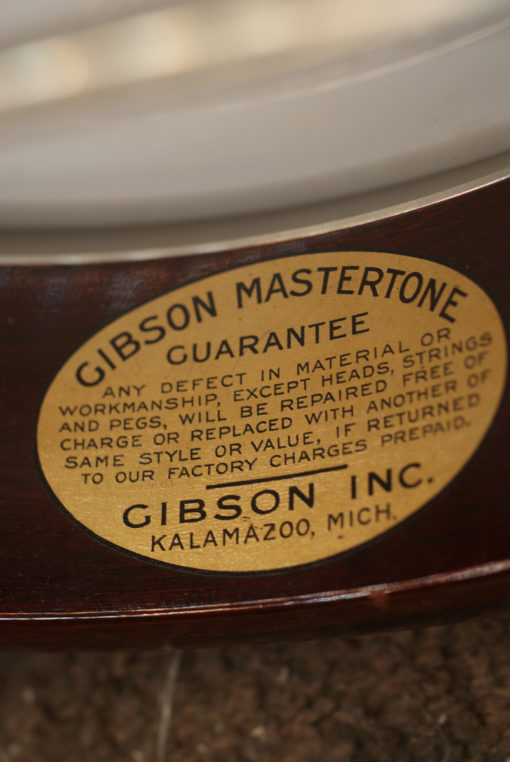 GIBSON MASTERTONE
GUARANTEE
ANY DEFECT IN MATERIAL OR
WORKMANSHIP, EXCEPT HEADS, STRINGS
AND PEGS, WILL BE REPAIRED FREE OF
CHARGE OR REPLACED WITH ANOTHER OF
SAME STYLE OR VALUE, IF RETURNED
TO OUR FACTORY CHARGES PREPAID.
GIBSON INC.
KALAMAZOO, MICH.